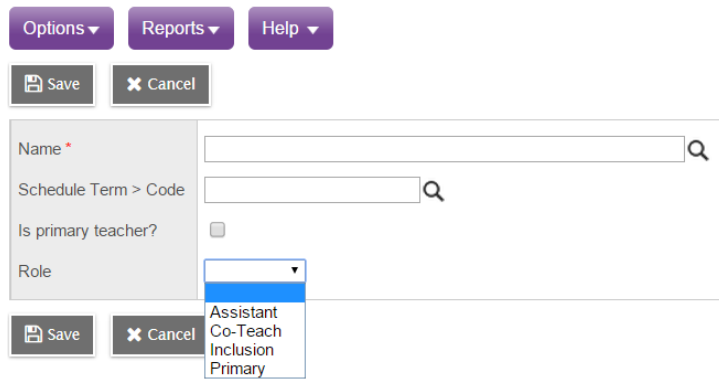 Options Reports Help
Save Cancel
Name *
Schedule Term > Code
Is primary teacher?
Role
Assistant
Co-Teach
Inclusion
Primary
Save Cancel